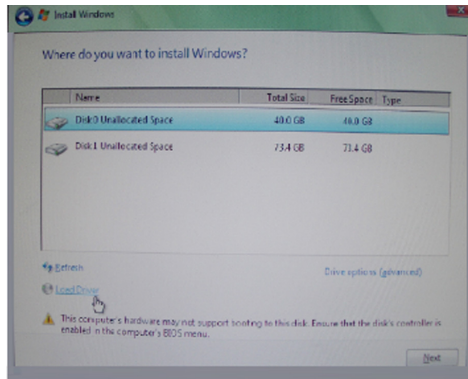 Install Windows
Where do you want to install Windows?
Name Total Size Free Space Type
Disk 0 Unallocated Space 40.0 GB 40.0 GB
Disk 1 Unallocated Space 73.4 GB 73.4 GB
Refresh
Drive options (advanced)
Load Driver
This computer's hardware may not support booting to this disk. Ensure that the disk's controller is
enabled in the computer's BIOS menu.
Next